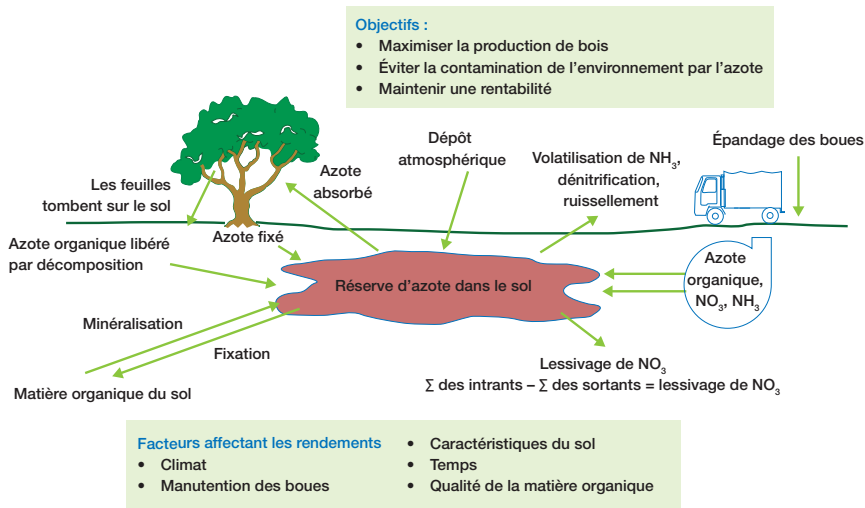 Objectifs :
• Maximiser la production de bois
• Éviter la contamination de l'environnement par l'azote
• Maintenir une rentabilité
Les feuilles
tombent sur le sol
Azote
absorbé
Dépôt
atmosphérique
Volatilisation de NH₃,
dénitrification,
ruissellement
Épandage des boues
Azote organique libéré
par décomposition
Azote fixé
Réserve d'azote dans le sol
Azote
organique,
NO₃, NH₃
Minéralisation
Fixation
Matière organique du sol
Lessivage de NO₃
∑ des intrants – ∑ des sortants = lessivage de NO₃
Facteurs affectant les rendements
• Climat
• Manutention des boues
• Caractéristiques du sol
• Temps
• Qualité de la matière organique